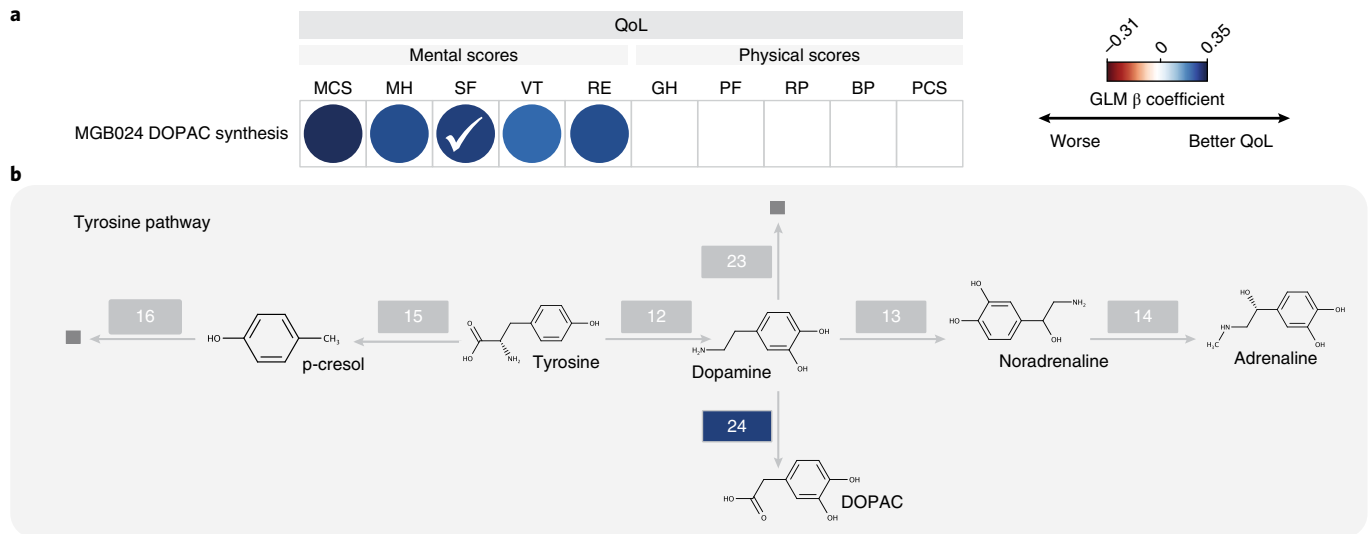 a
QoL
Mental scores Physical scores
MCS MH SF VT RE GH PF RP BP PCS
MGB024 DOPAC synthesis
−0.31 0 0.35
GLM β coefficient
Worse Better QoL
b
Tyrosine pathway
23
16 15 12 13 14
HO CH₃
p-cresol
O HO NH₂ OH
Tyrosine
H₂N OH OH
Dopamine
HO HO NH₂ OH
Noradrenaline
HO N H₃C OH OH
Adrenaline
24
HO O OH OH
DOPAC